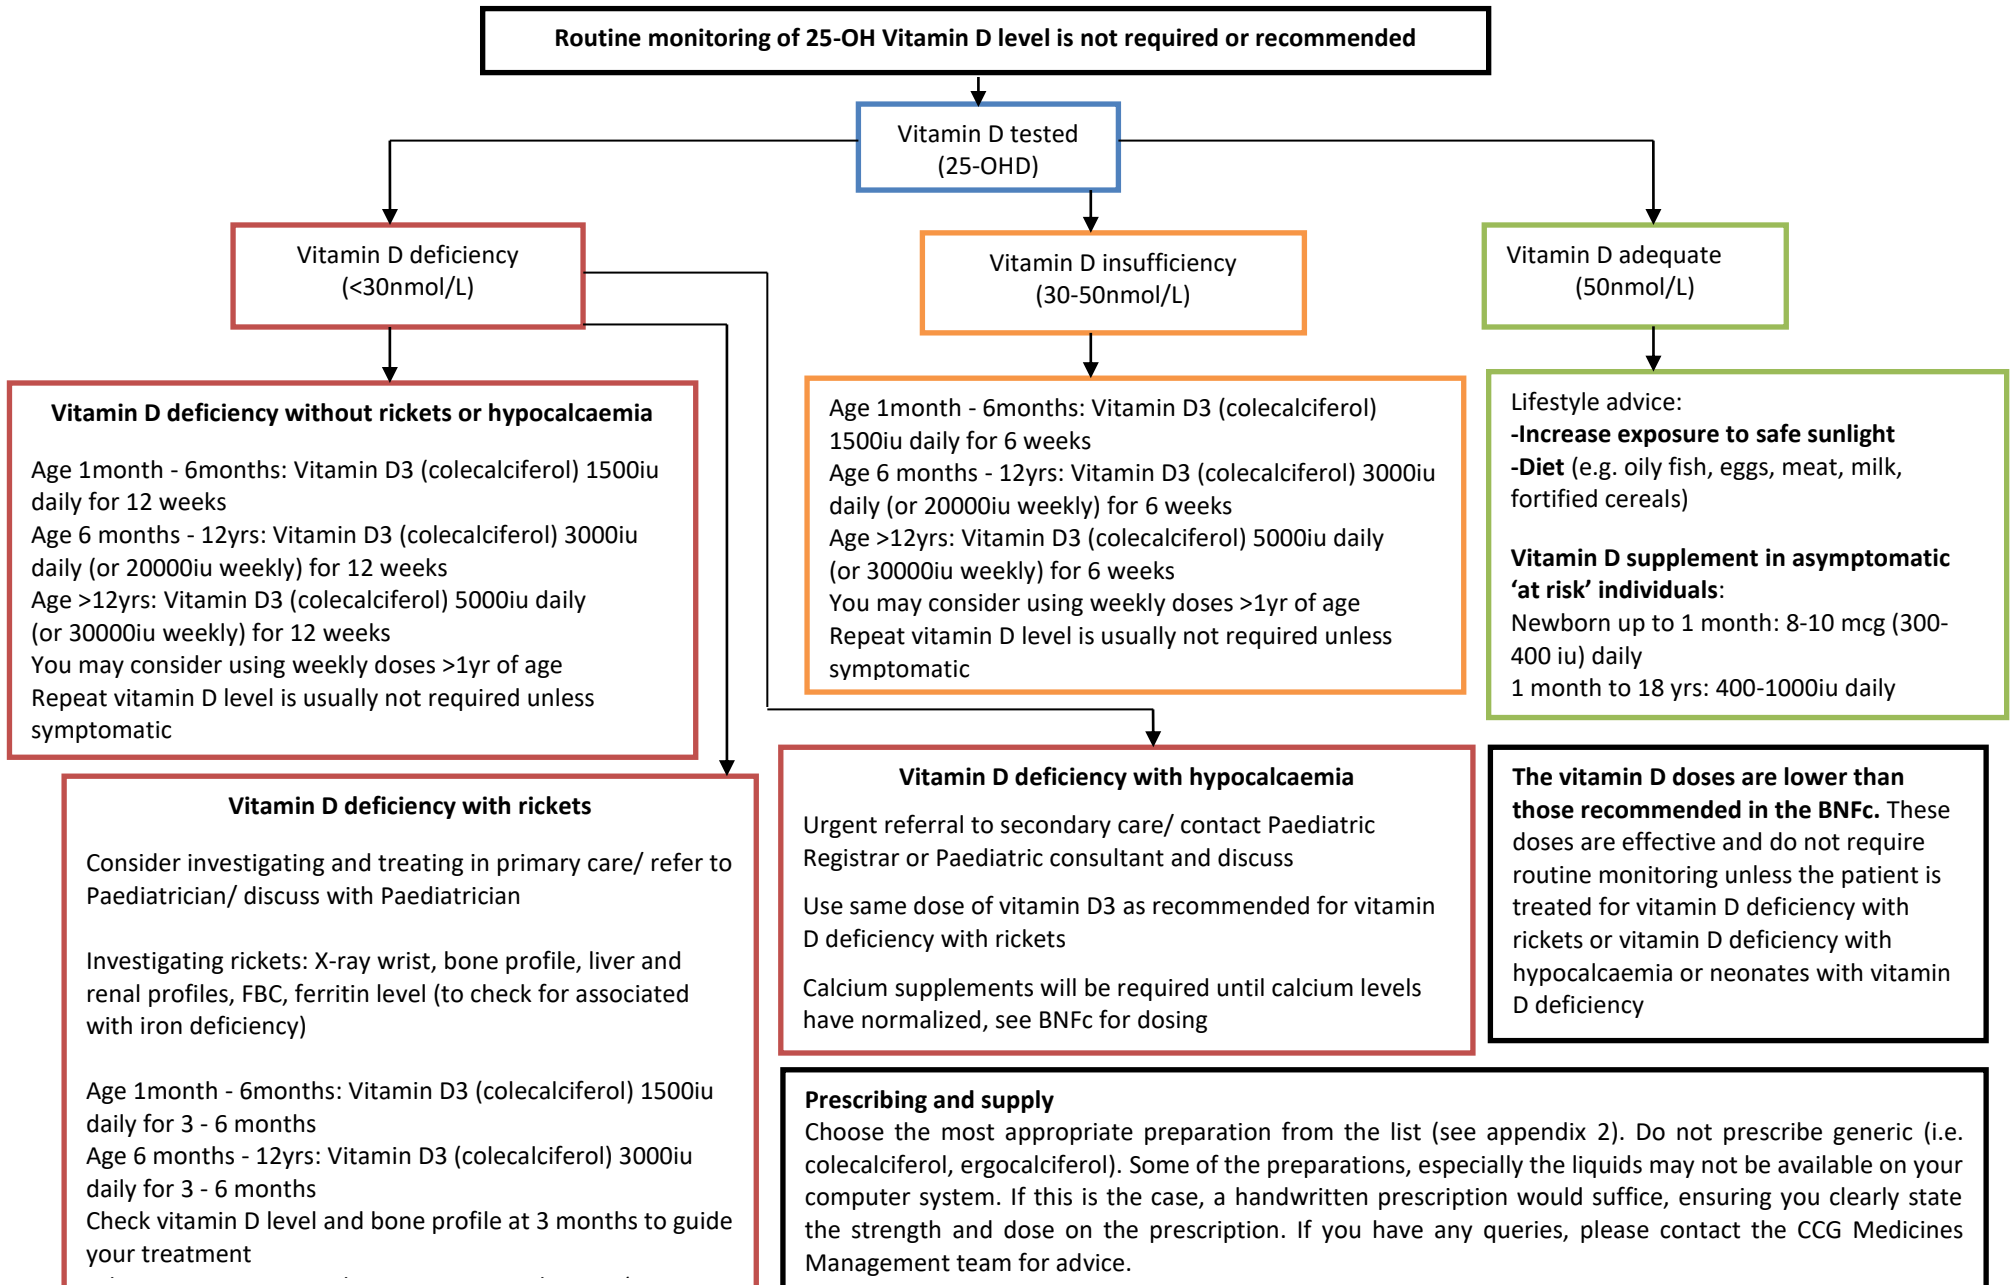 Routine monitoring of 25-OH Vitamin D level is not required or recommended
Vitamin D tested
(25-OHD)
Vitamin D deficiency
(<30nmol/L)
Vitamin D insufficiency
(30-50nmol/L)
Vitamin D adequate
(50nmol/L)
Vitamin D deficiency without rickets or hypocalcaemia
Age 1month - 6months: Vitamin D3 (colecalciferol) 1500iu
daily for 12 weeks
Age 6 months - 12yrs: Vitamin D3 (colecalciferol) 3000iu
daily (or 20000iu weekly) for 12 weeks
Age >12yrs: Vitamin D3 (colecalciferol) 5000iu daily
(or 30000iu weekly) for 12 weeks
You may consider using weekly doses >1yr of age
Repeat vitamin D level is usually not required unless
symptomatic
Age 1month - 6months: Vitamin D3 (colecalciferol)
1500iu daily for 6 weeks
Age 6 months - 12yrs: Vitamin D3 (colecalciferol) 3000iu
daily (or 20000iu weekly) for 6 weeks
Age >12yrs: Vitamin D3 (colecalciferol) 5000iu daily
(or 30000iu weekly) for 6 weeks
You may consider using weekly doses >1yr of age
Repeat vitamin D level is usually not required unless
symptomatic
Lifestyle advice:
-Increase exposure to safe sunlight
-Diet (e.g. oily fish, eggs, meat, milk,
fortified cereals)
Vitamin D supplement in asymptomatic
‘at risk’ individuals:
Newborn up to 1 month: 8-10 mcg (300-
400 iu) daily
1 month to 18 yrs: 400-1000iu daily
Vitamin D deficiency with rickets
Consider investigating and treating in primary care/ refer to
Paediatrician/ discuss with Paediatrician
Investigating rickets: X-ray wrist, bone profile, liver and
renal profiles, FBC, ferritin level (to check for associated
with iron deficiency)
Age 1month - 6months: Vitamin D3 (colecalciferol) 1500iu
daily for 3 - 6 months
Age 6 months - 12yrs: Vitamin D3 (colecalciferol) 3000iu
daily for 3 - 6 months
Check vitamin D level and bone profile at 3 months to guide
your treatment
Vitamin D deficiency with hypocalcaemia
Urgent referral to secondary care/ contact Paediatric
Registrar or Paediatric consultant and discuss
Use same dose of vitamin D3 as recommended for vitamin
D deficiency with rickets
Calcium supplements will be required until calcium levels
have normalized, see BNFc for dosing
The vitamin D doses are lower than
those recommended in the BNFc. These
doses are effective and do not require
routine monitoring unless the patient is
treated for vitamin D deficiency with
rickets or vitamin D deficiency with
hypocalcaemia or neonates with vitamin
D deficiency
Prescribing and supply
Choose the most appropriate preparation from the list (see appendix 2). Do not prescribe generic (i.e.
colecalciferol, ergocalciferol). Some of the preparations, especially the liquids may not be available on your
computer system. If this is the case, a handwritten prescription would suffice, ensuring you clearly state
the strength and dose on the prescription. If you have any queries, please contact the CCG Medicines
Management team for advice.